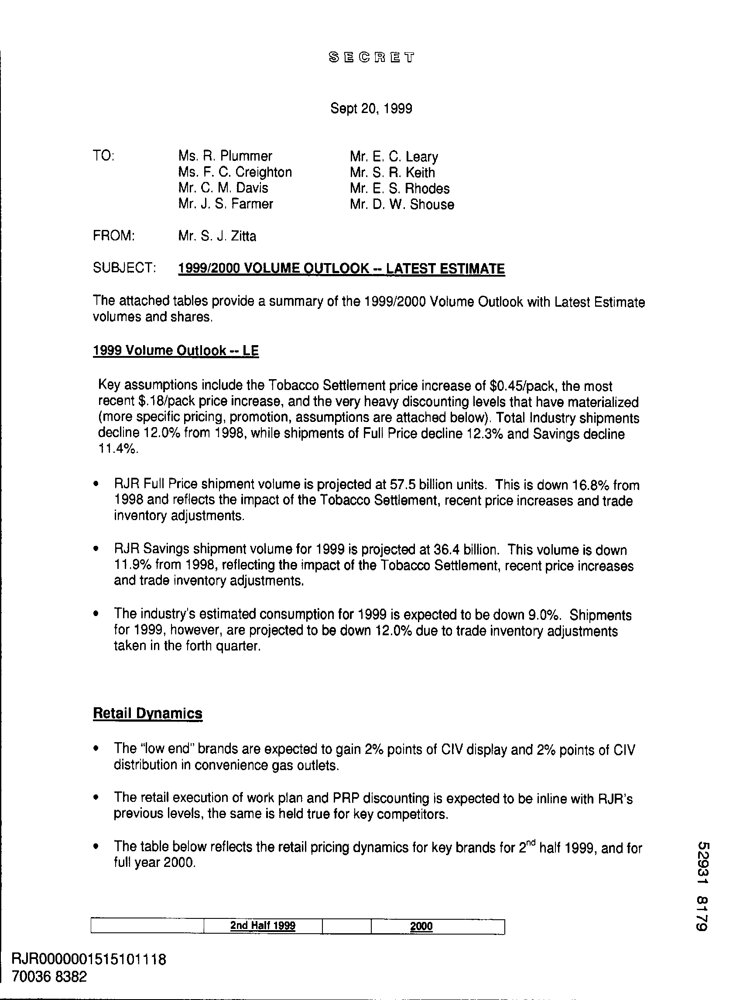 SECRET
Sept 20, 1999
TO: Ms. R. Plummer Mr. E. C. Leary
Ms. F. C. Creighton Mr. S. R. Keith
Mr. C. M. Davis Mr. E. S. Rhodes
Mr. J. S. Farmer Mr. D. W. Shouse
FROM: Mr. S. J. Zitta
SUBJECT: 1999/2000 VOLUME OUTLOOK -- LATEST ESTIMATE
The attached tables provide a summary of the 1999/2000 Volume Outlook with Latest Estimate
volumes and shares.
1999 Volume Outlook -- LE
Key assumptions include the Tobacco Settlement price increase of $0.45/pack, the most
recent $.18/pack price increase, and the very heavy discounting levels that have materialized
(more specific pricing, promotion, assumptions are attached below). Total Industry shipments
decline 12.0% from 1998, while shipments of Full Price decline 12.3% and Savings decline
11.4%.
• RJR Full Price shipment volume is projected at 57.5 billion units. This is down 16.8% from
1998 and reflects the impact of the Tobacco Settlement, recent price increases and trade
inventory adjustments.
• RJR Savings shipment volume for 1999 is projected at 36.4 billion. This volume is down
11.9% from 1998, reflecting the impact of the Tobacco Settlement, recent price increases
and trade inventory adjustments.
• The industry's estimated consumption for 1999 is expected to be down 9.0%. Shipments
for 1999, however, are projected to be down 12.0% due to trade inventory adjustments
taken in the forth quarter.
Retail Dynamics
• The "low end" brands are expected to gain 2% points of CIV display and 2% points of CIV
distribution in convenience gas outlets.
• The retail execution of work plan and PRP discounting is expected to be inline with RJR's
previous levels, the same is held true for key competitors.
• The table below reflects the retail pricing dynamics for key brands for 2nd half 1999, and for
full year 2000.
2nd Half 1999 2000
52931 8179
RJR0000001515101118
70036 8382